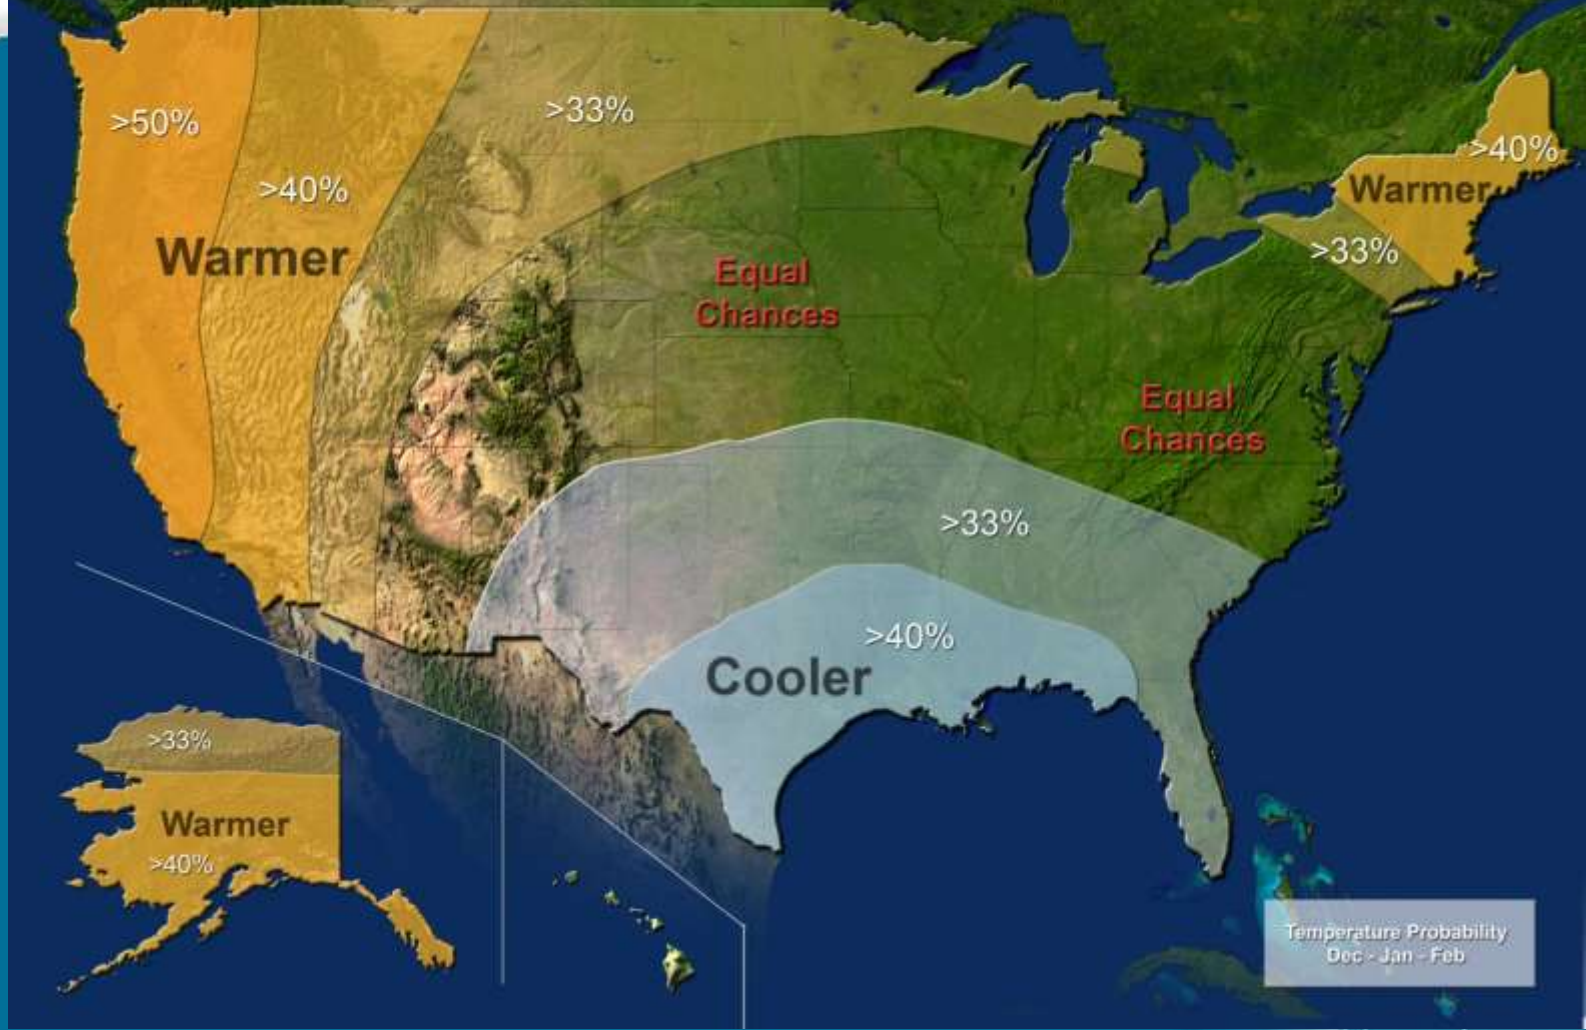 >50%
>40%
Warmer
>33%
Equal
Chances
>40%
Warmer
>33%
Equal
Chances
>33%
>40%
Cooler
>33%
Warmer
>40%
Temperature Probability
Dec - Jan - Feb